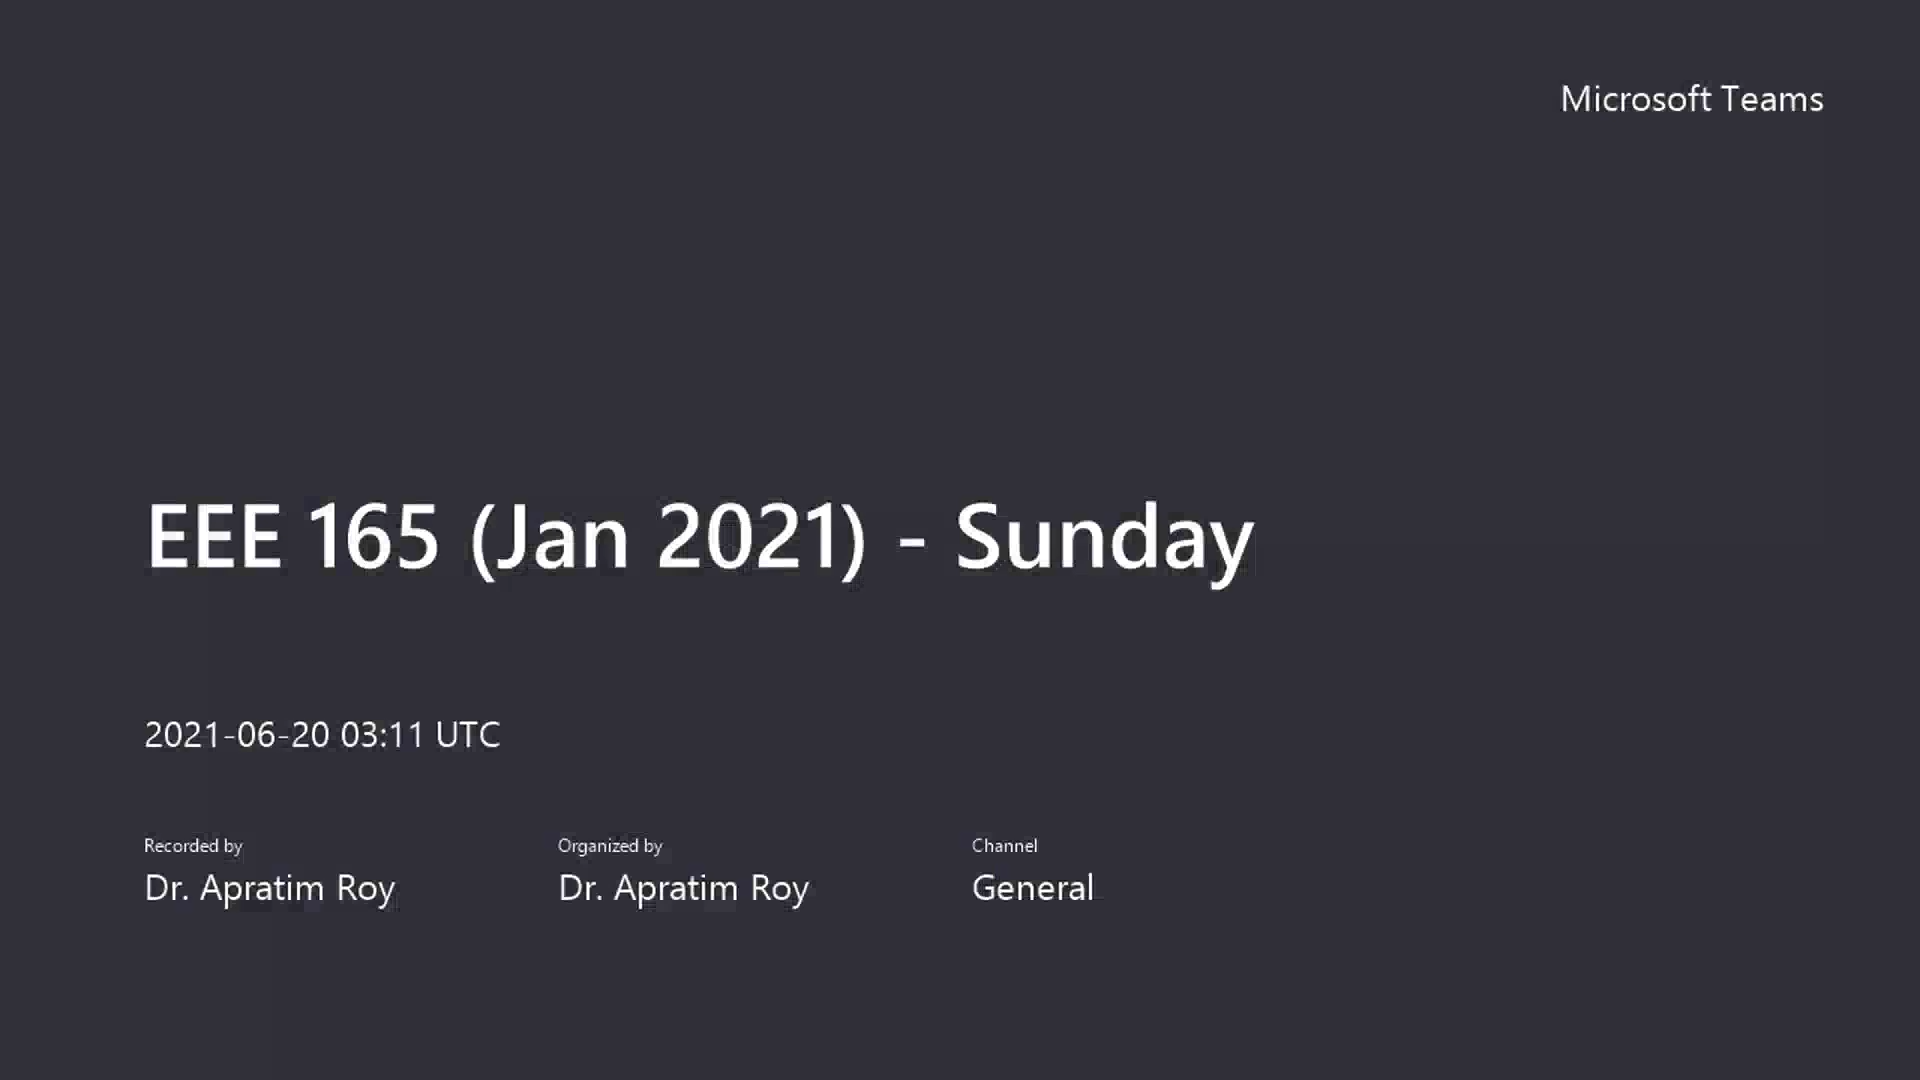 Microsoft Teams
EEE 165 (Jan 2021) - Sunday
2021-06-20 03:11 UTC
Recorded by
Dr. Apratim Roy
Organized by
Dr. Apratim Roy
Channel
General